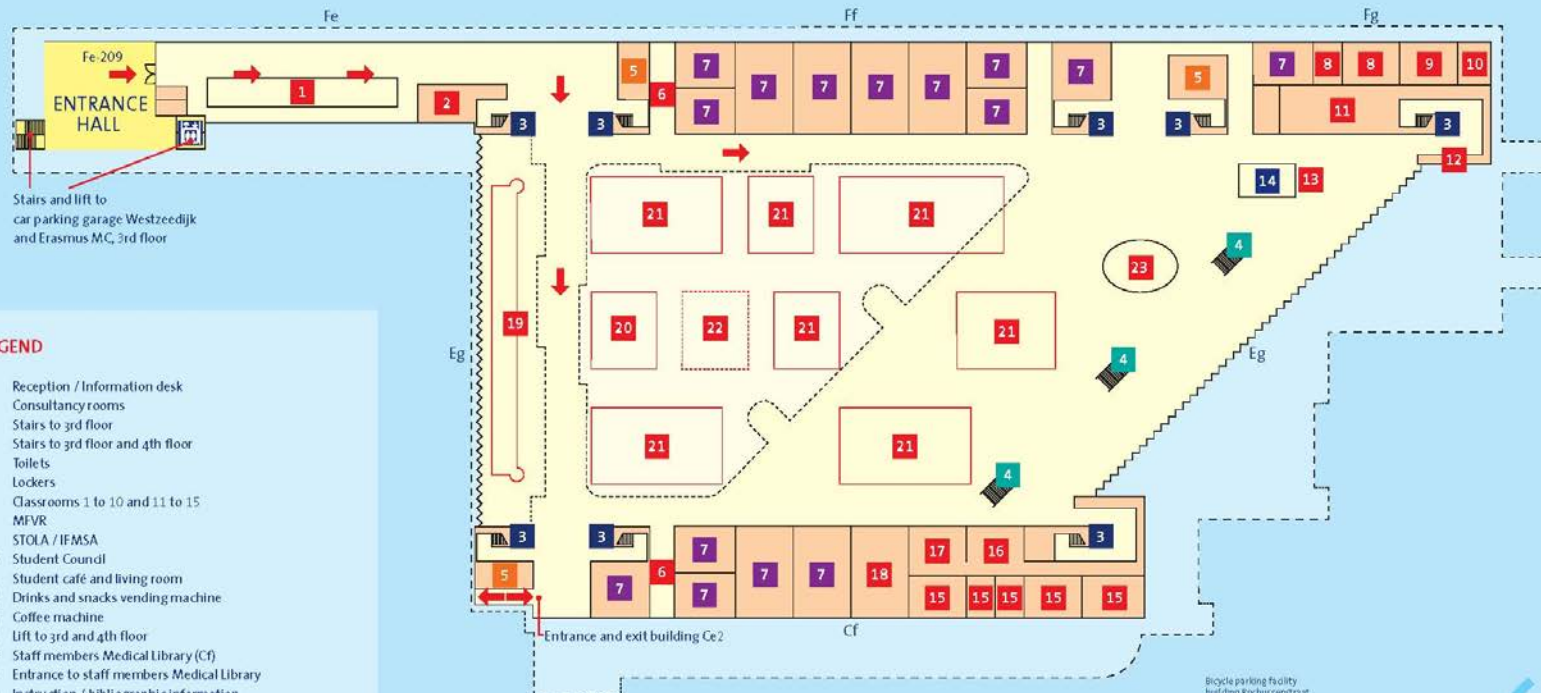 Fe
Ff
Fg
Fe-209
ENTRANCE
HALL
1
2
3
3
5
6
7
7
7
7
7
7
7
7
7
3
5
3
7
8
8
9
10
11
3
12
13
14
Stairs and lift to
car parking garage Westzeedijk
and Erasmus MC, 3rd floor
21
21
21
4
23
19
20
22
21
21
4
Eg
Eg
21
21
4
GEND
Reception / Information desk
Consultancy rooms
Stairs to 3rd floor
Stairs to 3rd floor and 4th floor
Toilets
Lockers
Classrooms 1 to 10 and 11 to 15
MFVR
STOLA / IFMSA
Student Council
Student café and living room
Drinks and snacks vending machine
Coffee machine
Lift to 3rd and 4th floor
Staff members Medical Library (Cf)
Entrance to staff members Medical Library
Instruction / bibliographic information
3
3
5
7
6
7
7
7
7
18
17
16
3
15
15
15
15
15
Entrance and exit building Ce2
Cf
Bicycle parking facility